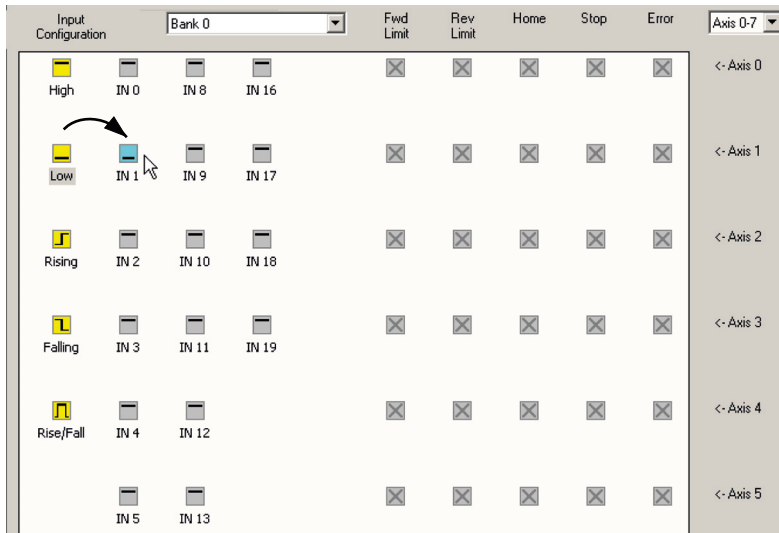 Input Configuration Bank 0 Fwd Limit Rev Limit Home Stop Error Axis 0-7
High IN 0 IN 8 IN 16 <- Axis 0
Low IN 1 IN 9 IN 17 <- Axis 1
Rising IN 2 IN 10 IN 18 <- Axis 2
Falling IN 3 IN 11 IN 19 <- Axis 3
Rise/Fall IN 4 IN 12 <- Axis 4
IN 5 IN 13 <- Axis 5